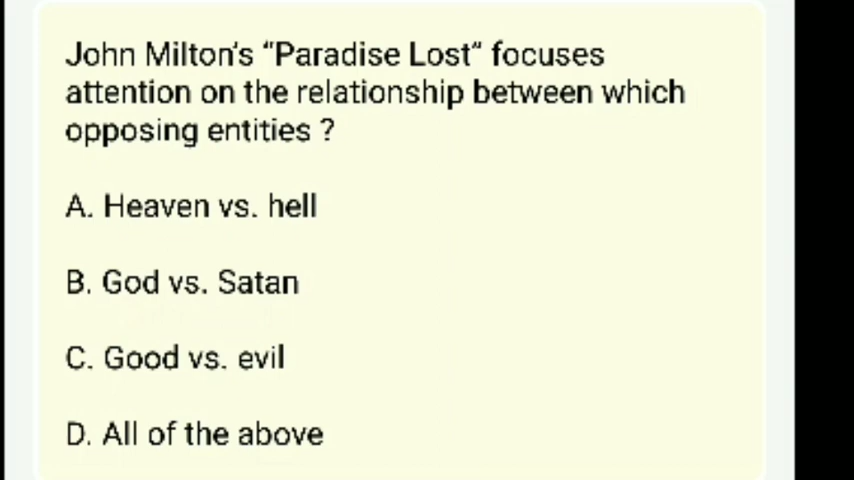 John Milton's “Paradise Lost” focuses
attention on the relationship between which
opposing entities ?
A. Heaven vs. hell
B. God vs. Satan
C. Good vs. evil
D. All of the above